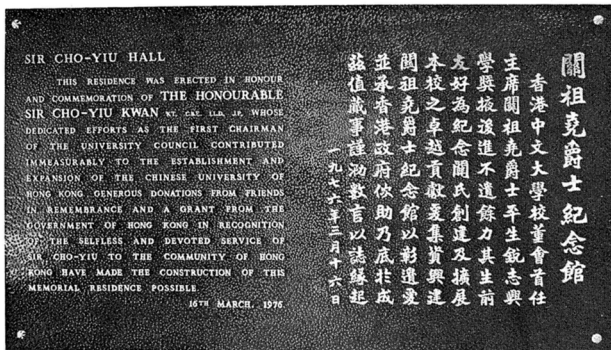 SIR CHO-YIU HALL
THIS RESIDENCE WAS ERECTED IN HONOUR
AND COMMEMORATION OF THE HONOURABLE
SIR CHO-YIU KWAN KT. C.B.E. LL.D. J.P. WHOSE
DEDICATED EFFORTS AS THE FIRST CHAIRMAN
OF THE UNIVERSITY COUNCIL CONTRIBUTED
IMMEASURABLY TO THE ESTABLISHMENT AND
EXPANSION OF THE CHINESE UNIVERSITY OF
HONG KONG GENEROUS DONATIONS FROM FRIENDS
IN REMEMBRANCE AND A GRANT FROM THE
GOVERNMENT OF HONG KONG IN RECOGNITION
OF THE SELFLESS AND DEVOTED SERVICE OF
SIR CHO-YIU TO THE COMMUNITY OF HONG
KONG HAVE MADE THE CONSTRUCTION OF THIS
MEMORIAL RESIDENCE POSSIBLE
16TH MARCH, 1976.
關祖堯爵士紀念館
香港中文大學校董會首任
主席關祖堯爵士平生銳志興
學獎掖後進不遺餘力其生前
友好為紀念關氏創建及擴展
本校之卓越貢獻爰集資興建
關祖堯爵士紀念館以彰遺愛
並承香港政府佽助乃底於成
茲值蕆事謹泐數言以誌緣起
一九七六年三月十六日